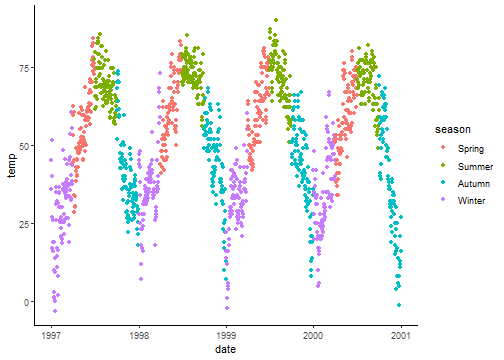 temp
75
50
25
0
1997
1998
1999
2000
2001
date
season
Spring
Summer
Autumn
Winter